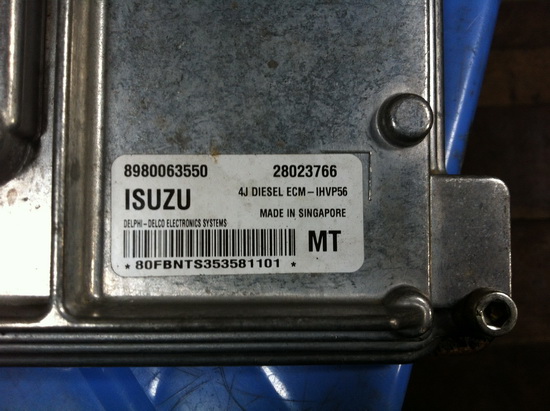 8980063550 28023766
ISUZU 4J DIESEL ECM-IHVP56
MADE IN SINGAPORE
DELPHI-DELCO ELECTRONICS SYSTEMS
MT
*80FBNTS353581101 *